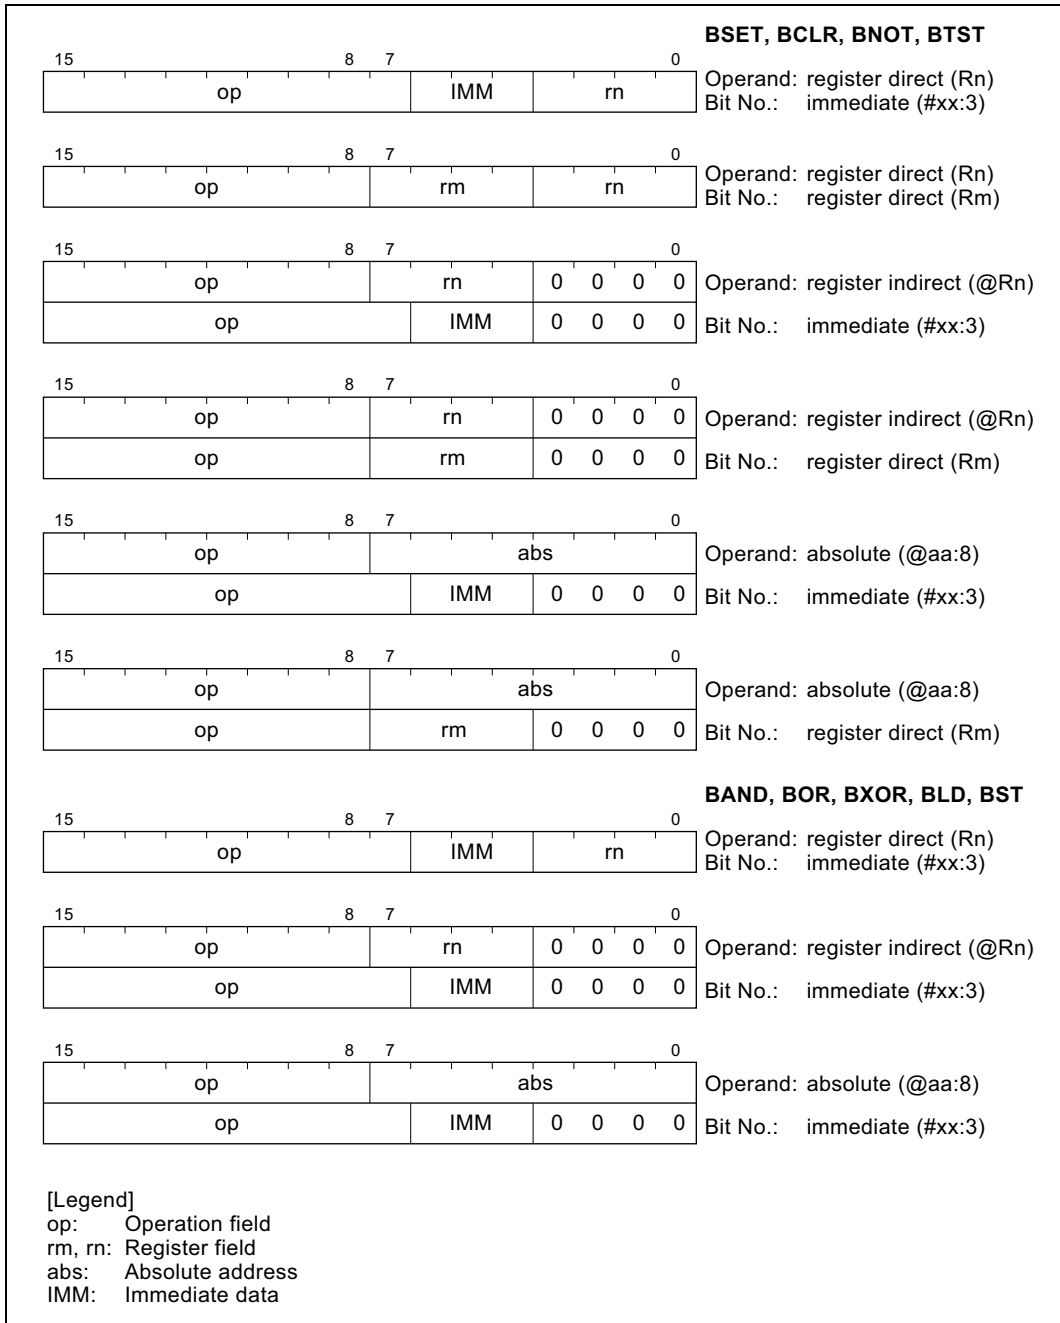 BSET, BCLR, BNOT, BTST
15 8 7 0
op IMM rn
Operand: register direct (Rn)
Bit No.: immediate (#xx:3)
15 8 7 0
op rm rn
Operand: register direct (Rn)
Bit No.: register direct (Rm)
15 8 7 0
op rn 0 0 0 0 Operand: register indirect (@Rn)
op IMM 0 0 0 0 Bit No.: immediate (#xx:3)
15 8 7 0
op rn 0 0 0 0 Operand: register indirect (@Rn)
op rm 0 0 0 0 Bit No.: register direct (Rm)
15 8 7 0
op abs Operand: absolute (@aa:8)
op IMM 0 0 0 0 Bit No.: immediate (#xx:3)
15 8 7 0
op abs Operand: absolute (@aa:8)
op rm 0 0 0 0 Bit No.: register direct (Rm)
BAND, BOR, BXOR, BLD, BST
15 8 7 0
op IMM rn
Operand: register direct (Rn)
Bit No.: immediate (#xx:3)
15 8 7 0
op rn 0 0 0 0 Operand: register indirect (@Rn)
op IMM 0 0 0 0 Bit No.: immediate (#xx:3)
15 8 7 0
op abs Operand: absolute (@aa:8)
op IMM 0 0 0 0 Bit No.: immediate (#xx:3)
[Legend]
op: Operation field
rm, rn: Register field
abs: Absolute address
IMM: Immediate data